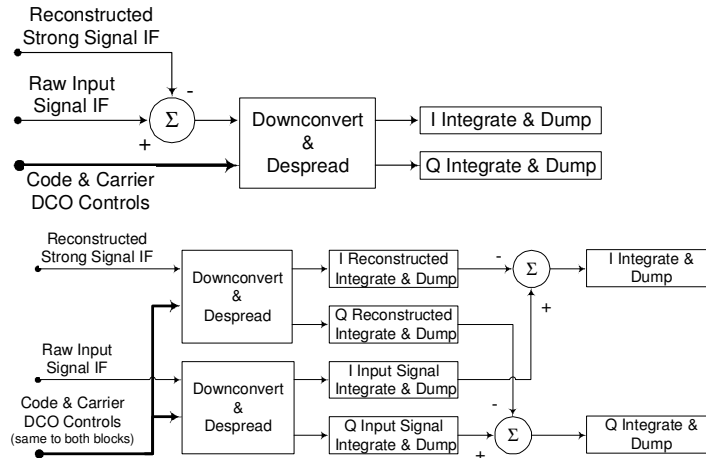 Reconstructed
Strong Signal IF
Raw Input
Signal IF
-
Σ
+
Code & Carrier
DCO Controls
Downconvert
&
Despread
I Integrate & Dump
Q Integrate & Dump
Reconstructed
Strong Signal IF
Downconvert
&
Despread
I Reconstructed
Integrate & Dump
-
Σ
+
I Integrate &
Dump
Q Reconstructed
Integrate & Dump
Raw Input
Signal IF
Downconvert
&
Despread
I Input Signal
Integrate & Dump
Code & Carrier
DCO Controls
(same to both blocks)
Q Input Signal
Integrate & Dump
-
Σ
+
Q Integrate &
Dump